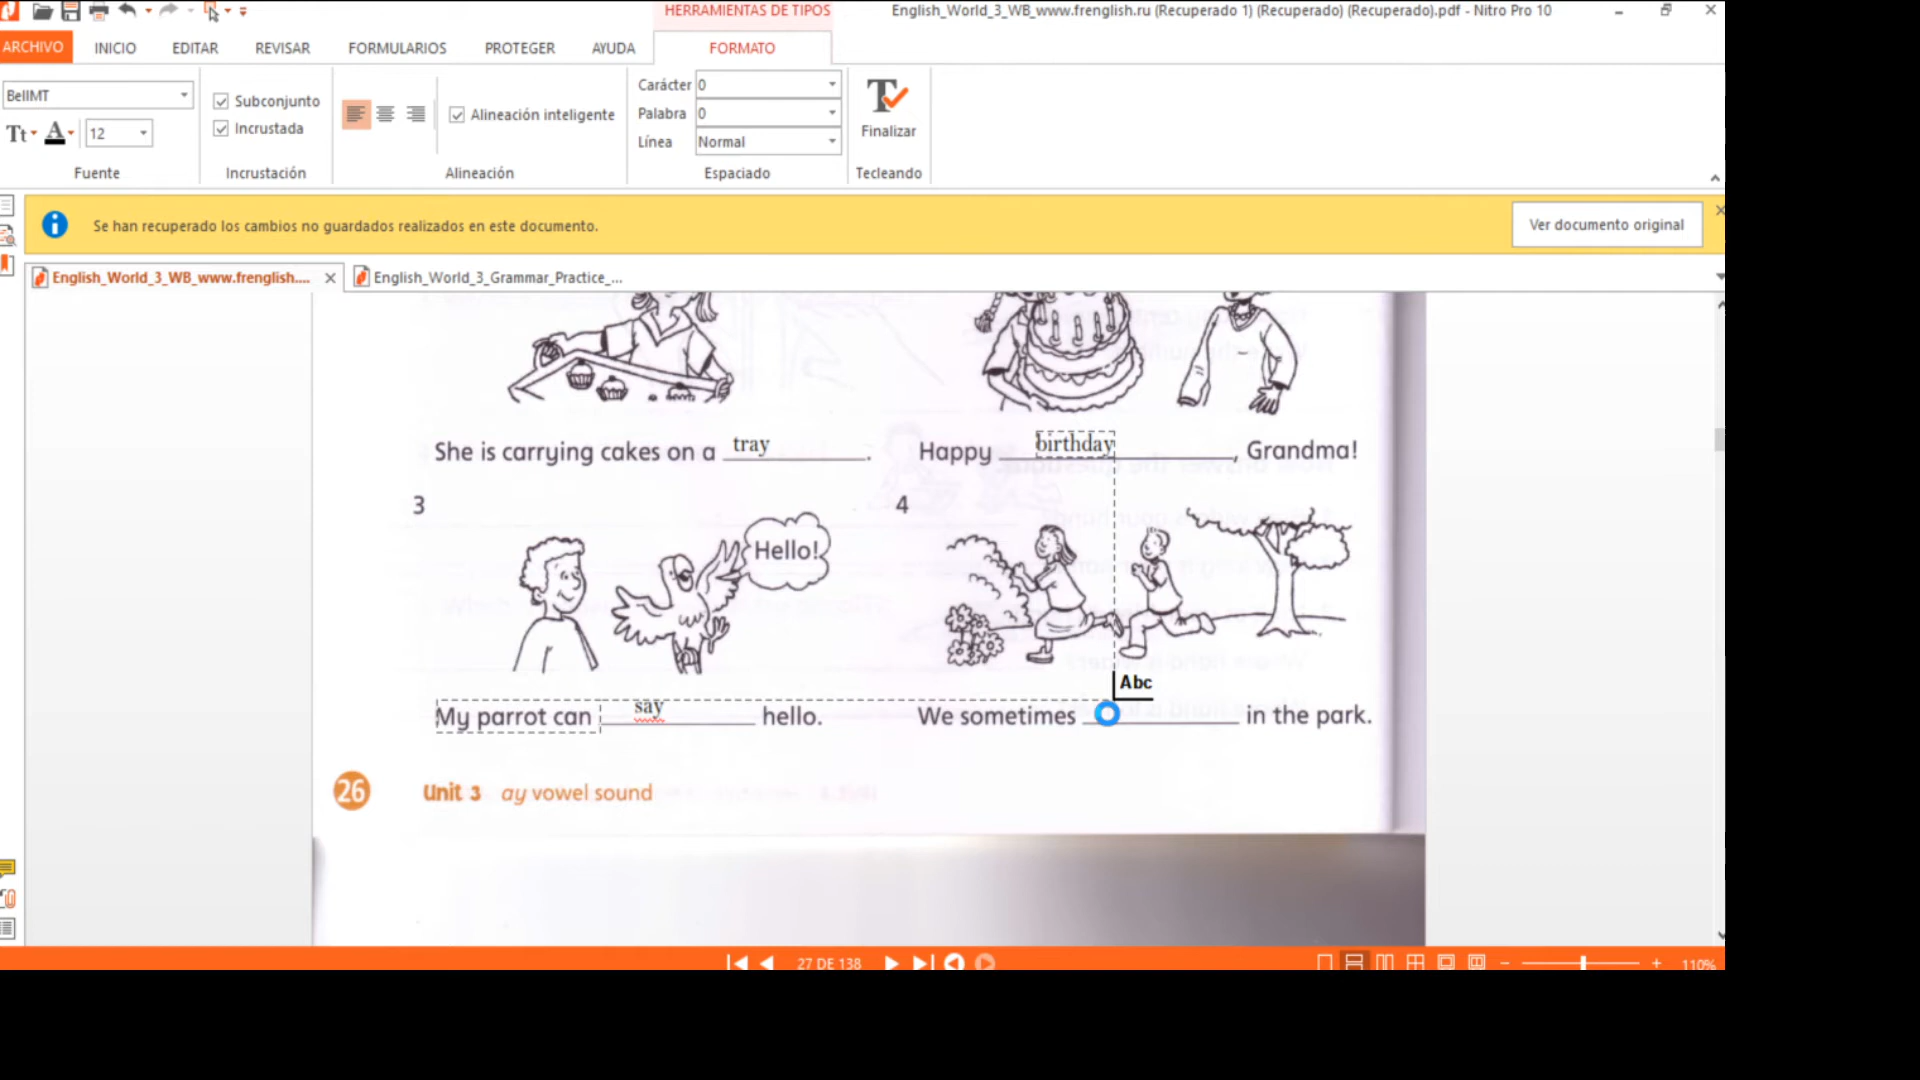 HERRAMIENTAS DE TIPOS
English_World_3_WB_www.frenglish.ru (Recuperado 1) (Recuperado) (Recuperado).pdf - Nitro Pro 10
ARCHIVO INICIO EDITAR REVISAR FORMULARIOS PROTEGER AYUDA FORMATO
BellMT
Subconjunto
Incrustada
12
Alineación inteligente
Carácter 0
Palabra 0
Línea Normal
Finalizar
Fuente Incrustación Alineación Espaciado Tecleando
Se han recuperado los cambios no guardados realizados en este documento.
Ver documento original
English_World_3_WB_www.frenglish.... English_World_3_Grammar_Practice_...
She is carrying cakes on a tray.
Happy birthday, Grandma!
3
4
Hello!
Abc
My parrot can say hello.
We sometimes in the park.
26 Unit 3 ay vowel sound
27 DE 138
110%